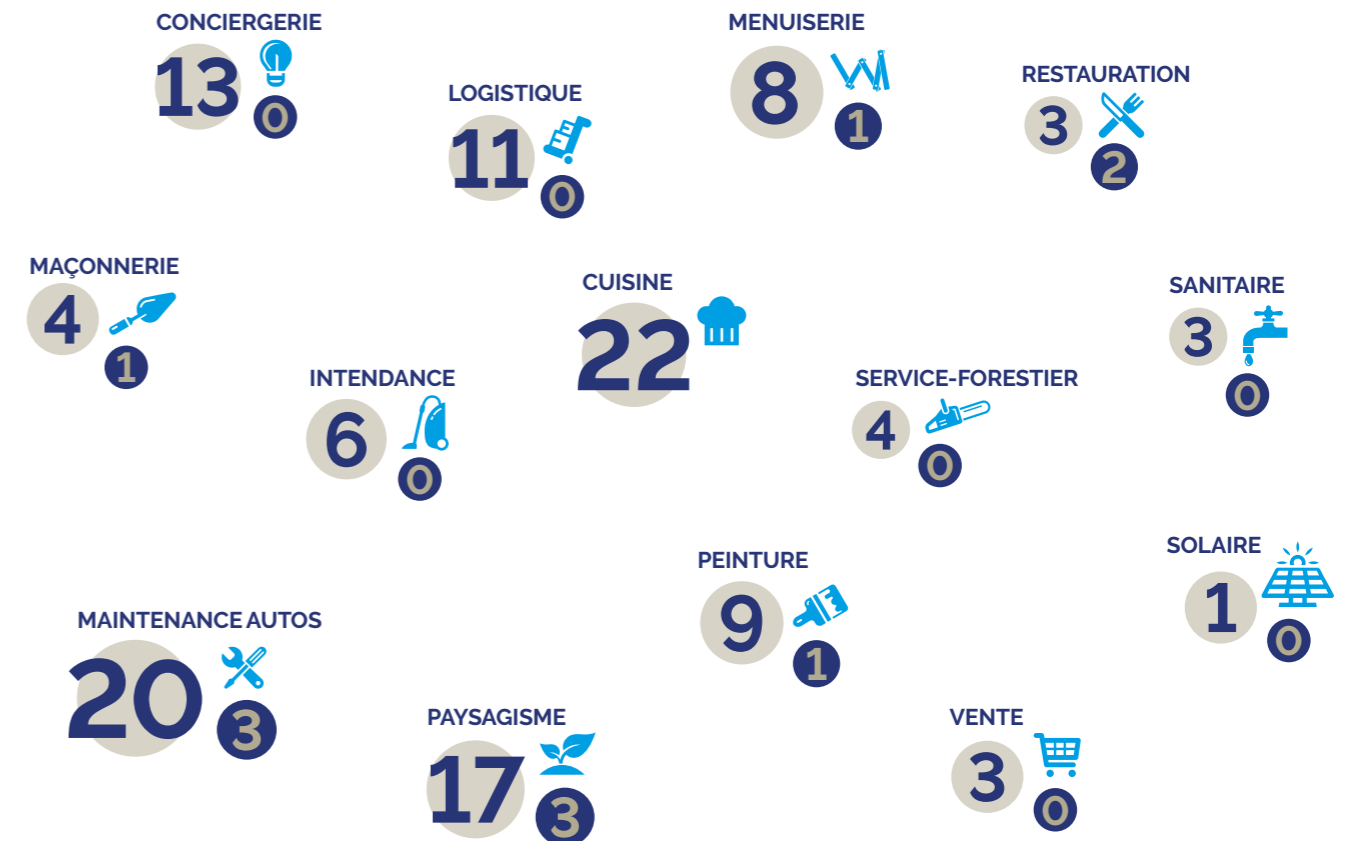 CONCIERGERIE
13
0
LOGISTIQUE
11
0
MENUISERIE
8
1
RESTAURATION
3
2
MAÇONNERIE
4
1
INTENDANCE
6
0
CUISINE
22
SERVICE-FORESTIER
4
0
SANITAIRE
3
0
MAINTENANCE AUTOS
20
3
PAYSAGISME
17
3
PEINTURE
9
1
VENTE
3
0
SOLAIRE
1
0